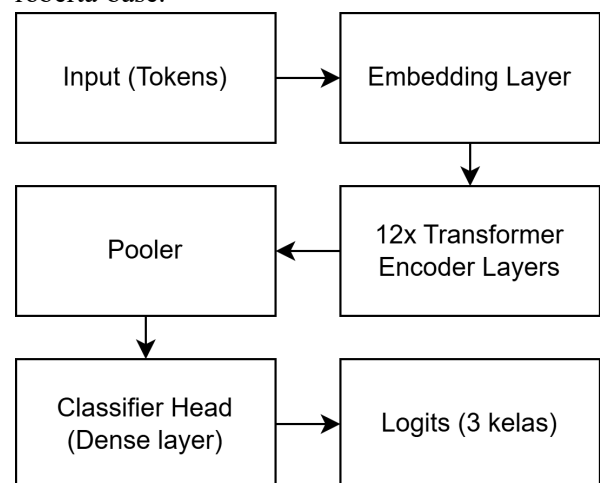 Input (Tokens)
Embedding Layer
12x Transformer
Encoder Layers
Pooler
Classifier Head
(Dense layer)
Logits (3 kelas)